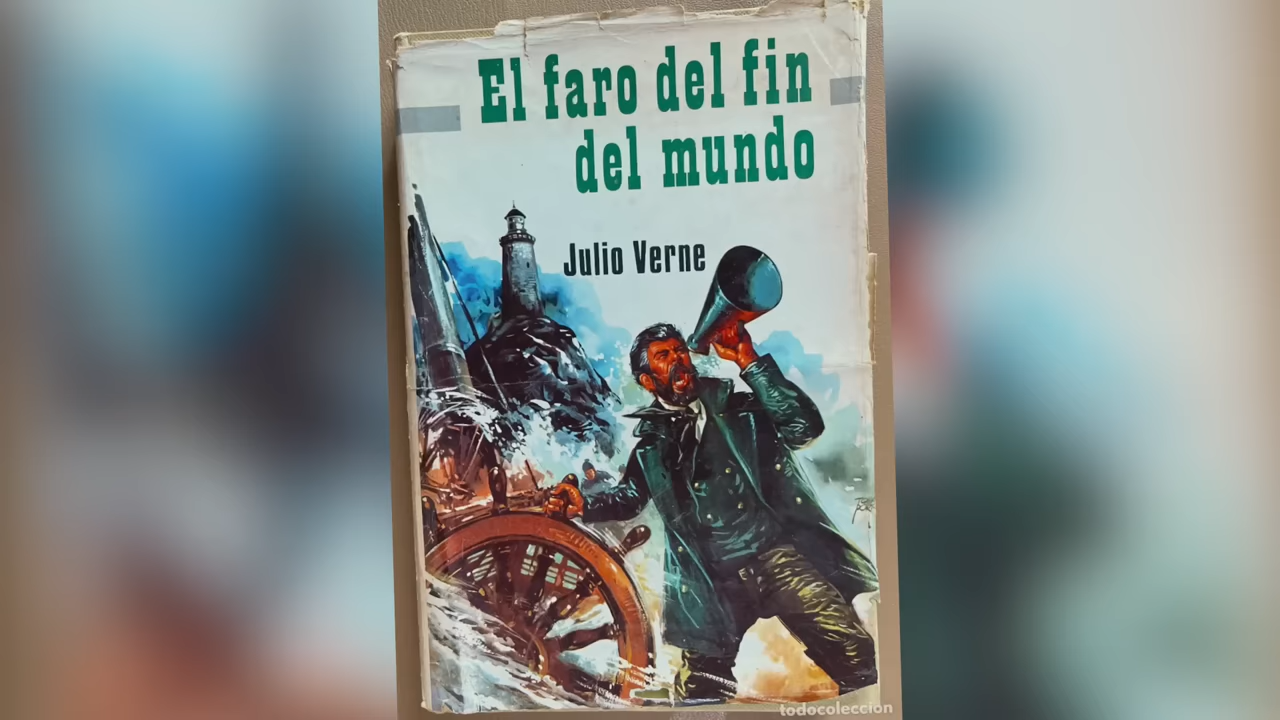 El faro del fin
del mundo
Julio Verne
todocoleccion